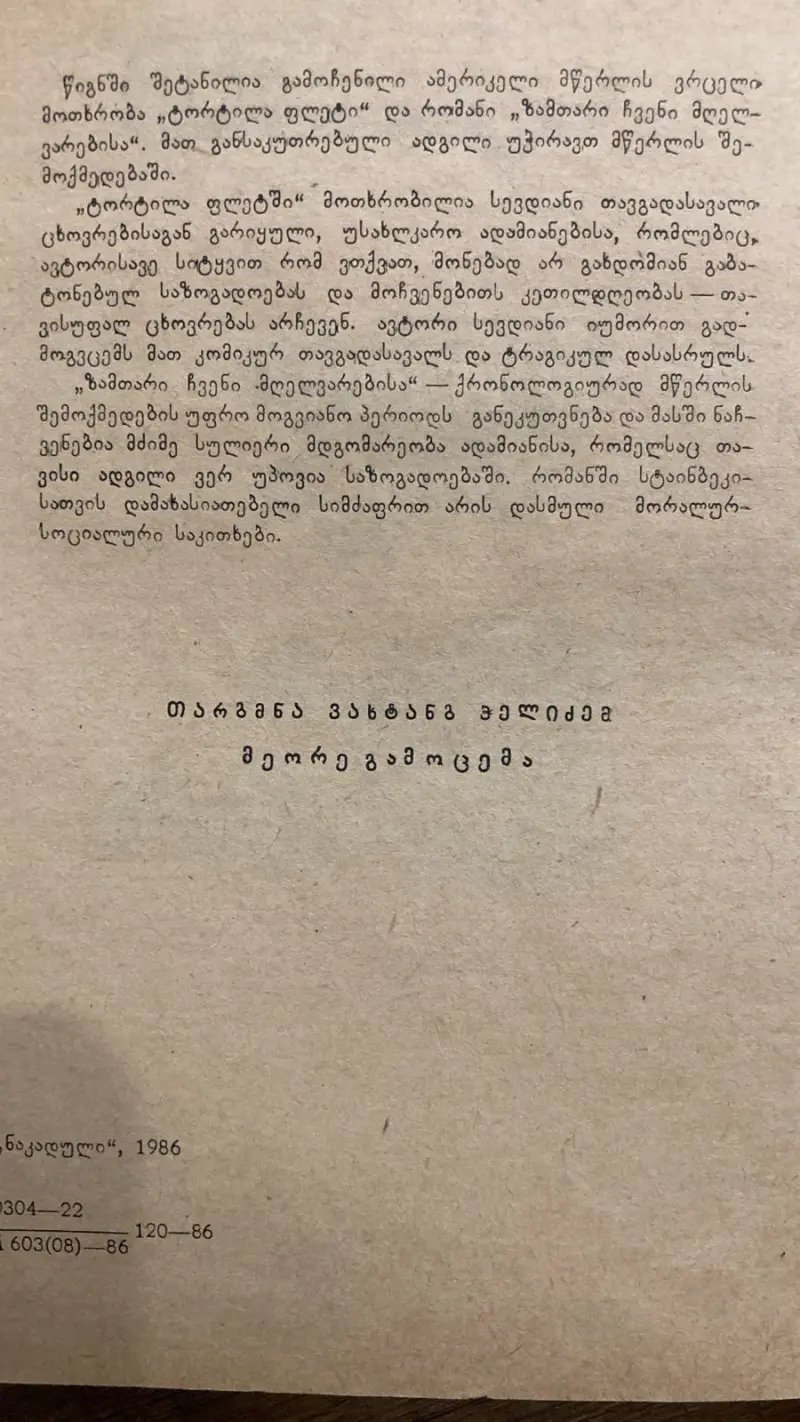 წიგნში შეტანილია გამოჩენილი ამერიკელი მწერლის ვრცელი
მოთხრობა „ტორტილა ფლეტი“ და რომანი „ზამთარი ჩვენი მღელ-
ვარებისა“. მათ განსაკუთრებული ადგილი უჭირავთ მწერლის შე-
მოქმედებაში.
„ტორტილა ფლეტში“ მოთხრობილია სევდიანი თავგადასავალი
ცხოვრებისაგან გარიყული, უსახლკარო ადამიანებისა, რომლებიც,
ავტორისავე სიტყვით რომ ვთქვათ, მონებად არ გახდომიან გაბა-
ტონებულ საზოგადოებას და მოჩვენებითს კეთილდღეობას — თა-
ვისუფალ ცხოვრებას არჩევენ. ავტორი სევდიანი იუმორით გად-
მოგვცემს მათ კომიკურ თავგადასავალს და ტრაგიკულ დასასრულს.
„ზამთარი ჩვენი მღელვარებისა“ — ქრონოლოგიურად მწერლის
შემოქმედების უფრო მოგვიანო პერიოდს განეკუთვნება და მასში ნაჩ-
ვენებია მძიმე სულიერი მდგომარეობა ადამიანისა, რომელსაც თა-
ვისი ადგილი ვერ უპოვია საზოგადოებაში. რომანში სტაინბეკი-
სათვის დამახასიათებელი სიმძაფრით არის დასმული მორალურ-
სოციალური საკითხები.
თარგმნა ვახტანგ ჭელიძემ
მეორე გამოცემა
„ნაკადული“, 1986
0304—22
603(08)—86
120—86